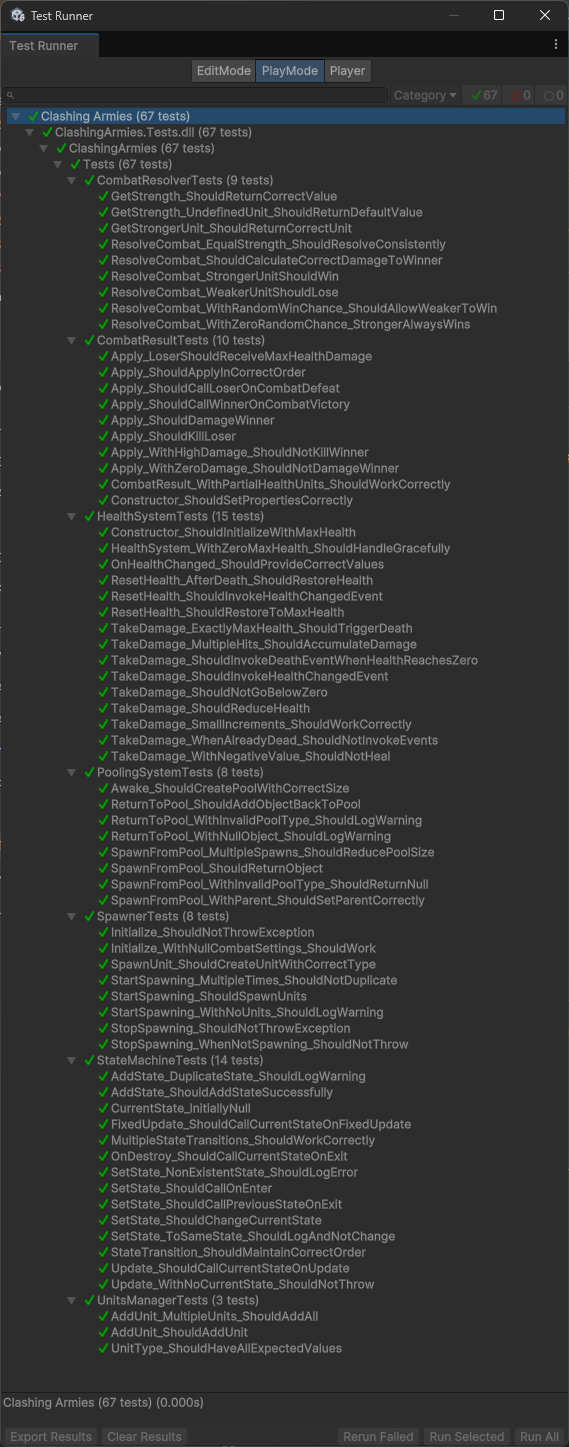 Test Runner
Test Runner
EditMode PlayMode Player
Category 67 0 0
Clashing Armies (67 tests)
ClashingArmies.Tests.dll (67 tests)
ClashingArmies (67 tests)
Tests (67 tests)
CombatResolverTests (9 tests)
GetStrength_ShouldReturnCorrectValue
GetStrength_UndefinedUnit_ShouldReturnDefaultValue
GetStrongerUnit_ShouldReturnCorrectUnit
ResolveCombat_EqualStrength_ShouldResolveConsistently
ResolveCombat_ShouldCalculateCorrectDamageToWinner
ResolveCombat_StrongerUnitShouldWin
ResolveCombat_WeakerUnitShouldLose
ResolveCombat_WithRandomWinChance_ShouldAllowWeakerToWin
ResolveCombat_WithZeroRandomChance_StrongerAlwaysWins
CombatResultTests (10 tests)
Apply_LoserShouldReceiveMaxHealthDamage
Apply_ShouldApplyInCorrectOrder
Apply_ShouldCallLoserOnCombatDefeat
Apply_ShouldCallWinnerOnCombatVictory
Apply_ShouldDamageWinner
Apply_ShouldKillLoser
Apply_WithHighDamage_ShouldNotKillWinner
Apply_WithZeroDamage_ShouldNotDamageWinner
CombatResult_WithPartialHealthUnits_ShouldWorkCorrectly
Constructor_ShouldSetPropertiesCorrectly
HealthSystemTests (15 tests)
Constructor_ShouldInitializeWithMaxHealth
HealthSystem_WithZeroMaxHealth_ShouldHandleGracefully
OnHealthChanged_ShouldProvideCorrectValues
ResetHealth_AfterDeath_ShouldRestoreHealth
ResetHealth_ShouldInvokeHealthChangedEvent
ResetHealth_ShouldRestoreToMaxHealth
TakeDamage_ExactlyMaxHealth_ShouldTriggerDeath
TakeDamage_MultipleHits_ShouldAccumulateDamage
TakeDamage_ShouldInvokeDeathEventWhenHealthReachesZero
TakeDamage_ShouldInvokeHealthChangedEvent
TakeDamage_ShouldNotGoBelowZero
TakeDamage_ShouldReduceHealth
TakeDamage_SmallIncrements_ShouldWorkCorrectly
TakeDamage_WhenAlreadyDead_ShouldNotInvokeEvents
TakeDamage_WithNegativeValue_ShouldNotHeal
PoolingSystemTests (8 tests)
Awake_ShouldCreatePoolWithCorrectSize
ReturnToPool_ShouldAddObjectBackToPool
ReturnToPool_WithInvalidPoolType_ShouldLogWarning
ReturnToPool_WithNullObject_ShouldLogWarning
SpawnFromPool_MultipleSpawns_ShouldReducePoolSize
SpawnFromPool_ShouldReturnObject
SpawnFromPool_WithInvalidPoolType_ShouldReturnNull
SpawnFromPool_WithParent_ShouldSetParentCorrectly
SpawnerTests (8 tests)
Initialize_ShouldNotThrowException
Initialize_WithNullCombatSettings_ShouldWork
SpawnUnit_ShouldCreateUnitWithCorrectType
StartSpawning_MultipleTimes_ShouldNotDuplicate
StartSpawning_ShouldSpawnUnits
StartSpawning_WithNoUnits_ShouldLogWarning
StopSpawning_ShouldNotThrowException
StopSpawning_WhenNotSpawning_ShouldNotThrow
StateMachineTests (14 tests)
AddState_DuplicateState_ShouldLogWarning
AddState_ShouldAddStateSuccessfully
CurrentState_InitiallyNull
FixedUpdate_ShouldCallCurrentStateOnFixedUpdate
MultipleStateTransitions_ShouldWorkCorrectly
OnDestroy_ShouldCallCurrentStateOnExit
SetState_NonExistentState_ShouldLogError
SetState_ShouldCallOnEnter
SetState_ShouldCallPreviousStateOnExit
SetState_ShouldChangeCurrentState
SetState_ToSameState_ShouldLogAndNotChange
StateTransition_ShouldMaintainCorrectOrder
Update_ShouldCallCurrentStateOnUpdate
Update_WithNoCurrentState_ShouldNotThrow
UnitsManagerTests (3 tests)
AddUnit_MultipleUnits_ShouldAddAll
AddUnit_ShouldAddUnit
UnitType_ShouldHaveAllExpectedValues
Clashing Armies (67 tests) (0.000s)
Export Results Clear Results Rerun Failed Run Selected Run All